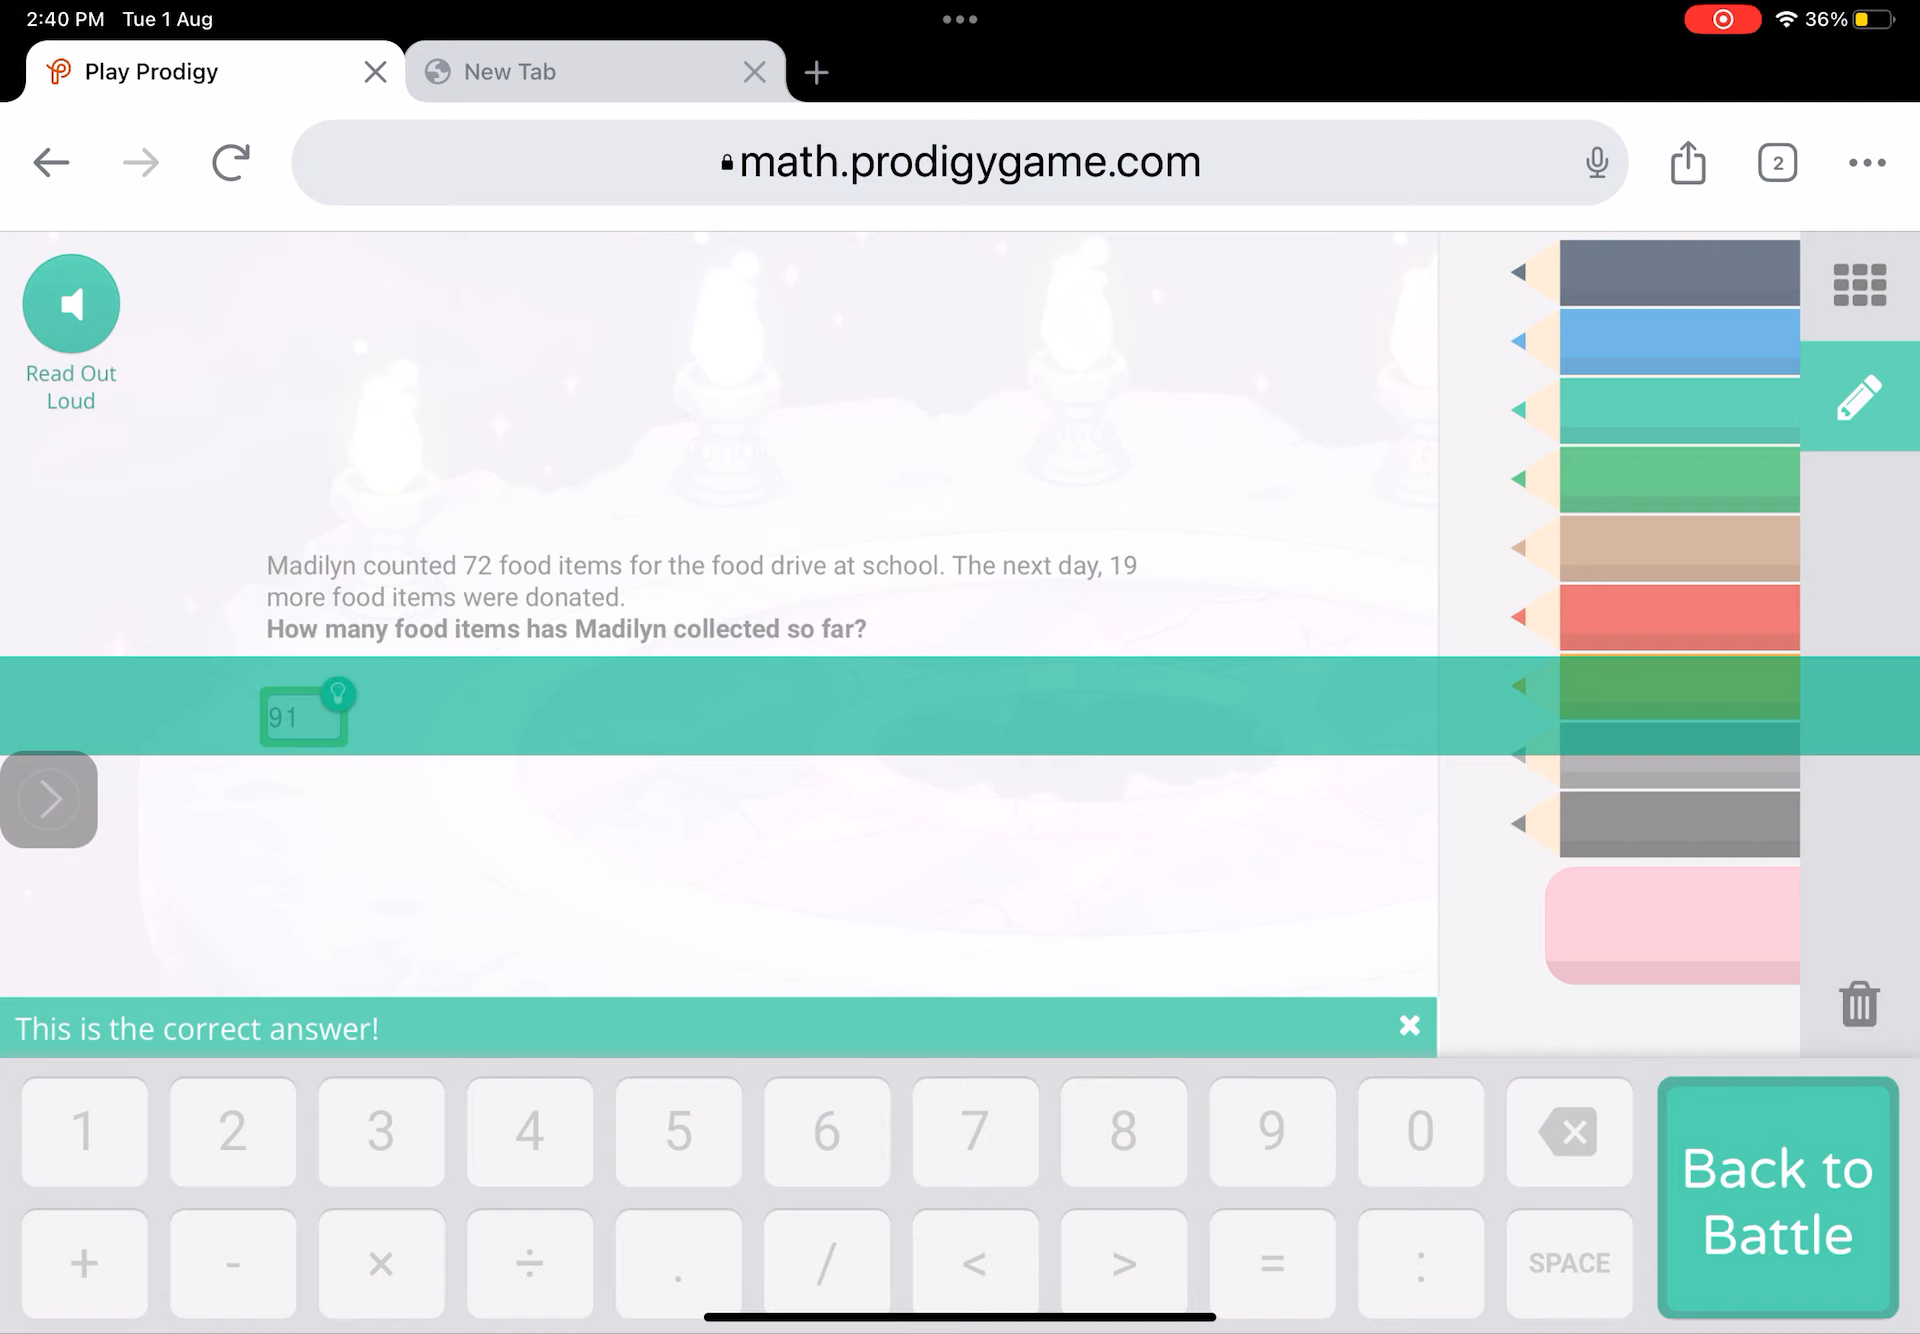 2:40 PM Tue 1 Aug
36%
Play Prodigy
New Tab
math.prodigygame.com
2
Read Out
Loud
Madilyn counted 72 food items for the food drive at school. The next day, 19
more food items were donated.
How many food items has Madilyn collected so far?
91
This is the correct answer!
1 2 3 4 5 6 7 8 9 0
+ - × ÷ . / < > = : SPACE
Back to
Battle